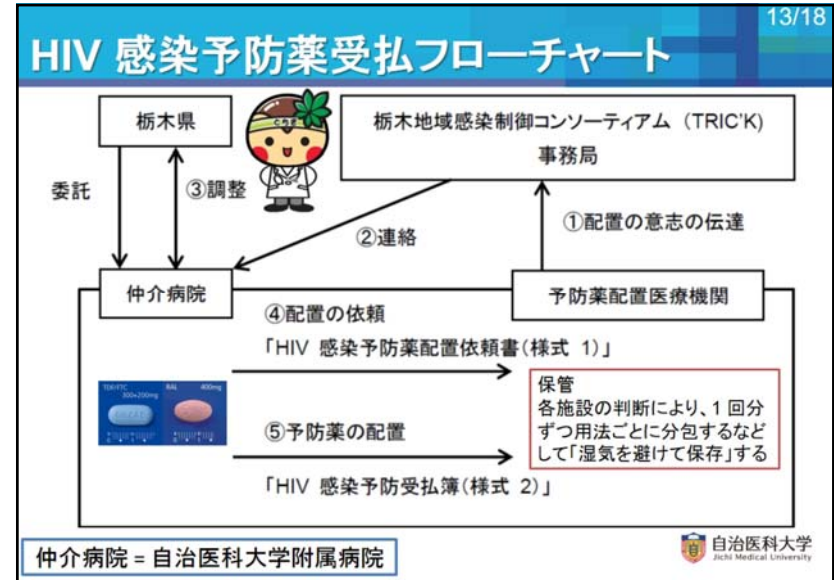 13/18
HIV 感染予防薬受払フローチャート
栃木県
とちまる
栃木地域感染制御コンソーティアム (TRIC'K)
事務局
委託
③調整
②連絡
①配置の意志の伝達
仲介病院
予防薬配置医療機関
④配置の依頼
「HIV 感染予防薬配置依頼書(様式 1)」
TDF/FTC
300+200mg
RAL
400mg
保管
各施設の判断により、1 回分
ずつ用法ごとに分包するなど
して「湿気を避けて保存」する
⑤予防薬の配置
「HIV 感染予防受払簿(様式 2)」
仲介病院 = 自治医科大学附属病院
自治医科大学
Jichi Medical University